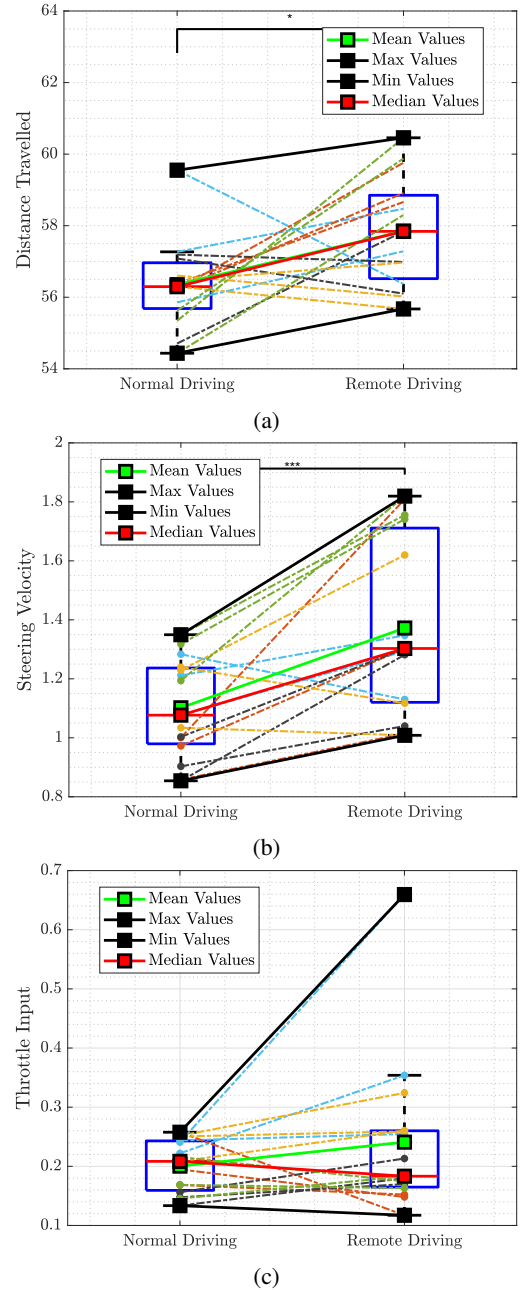 64
*
Mean Values
Max Values
Min Values
Median Values
62
60
58
56
54
Distance Travelled
Normal Driving
Remote Driving
(a)
2
***
Mean Values
Max Values
Min Values
Median Values
1.8
1.6
1.4
1.2
1
0.8
Steering Velocity
Normal Driving
Remote Driving
(b)
0.7
Mean Values
Max Values
Min Values
Median Values
0.6
0.5
0.4
0.3
0.2
0.1
Throttle Input
Normal Driving
Remote Driving
(c)